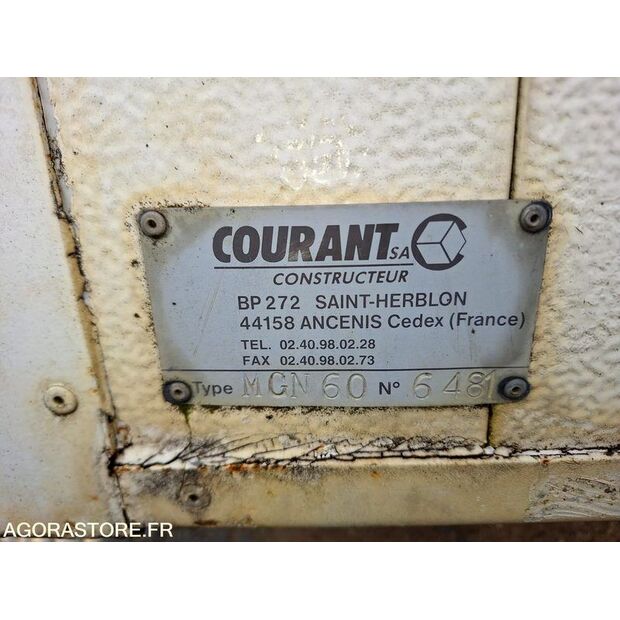 COURANT SA
CONSTRUCTEUR
BP 272 SAINT-HERBLON
44158 ANCENIS Cedex (France)
TEL. 02.40.98.02.28
FAX 02.40.98.02.73
Type MCN 60 N° 6481
AGORASTORE.FR